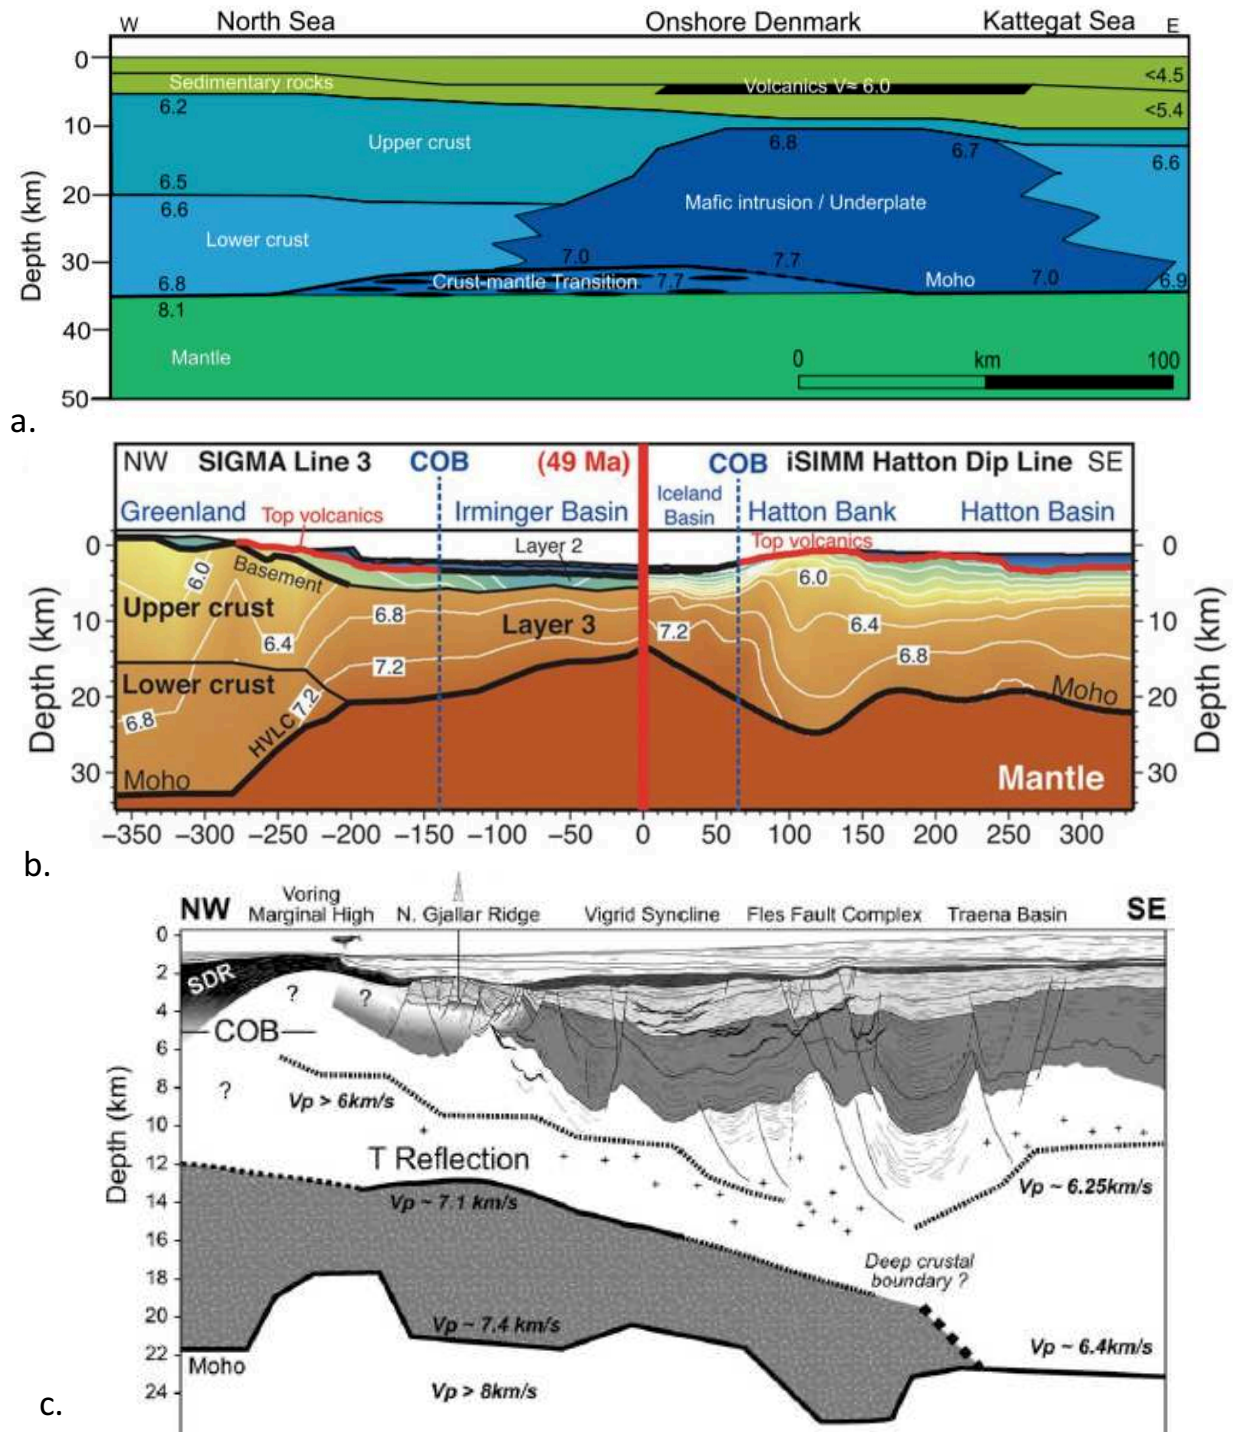 W North Sea Onshore Denmark Kattegat Sea E
0
Sedimentary rocks Volcanics V≈ 6.0 <4.5
6.2 <5.4
10
Upper crust 6.8 6.7 6.6
6.5
20
6.6 Mafic intrusion / Underplate
Lower crust
30 7.0 7.7
6.8 Crust-mantle Transition 7.7 Moho 7.0 6.9
8.1
40
Mantle 0 km 100
50
Depth (km)
a.
NW SIGMA Line 3 COB (49 Ma) COB iSIMM Hatton Dip Line SE
Greenland Top volcanics Irminger Basin Iceland Basin Hatton Bank Hatton Basin
Top volcanics
0 Layer 2 0
6.0 Basement 6.0
Upper crust 6.8 Layer 3 7.2 6.4
10 10
6.4 7.2 6.8
Lower crust 7.2
20 6.8 HVLC Moho 20
30 Moho Mantle 30
Depth (km) Depth (km)
−350 −300 −250 −200 −150 −100 −50 0 50 100 150 200 250 300
b.
NW Voring Marginal High N. Gjallar Ridge Vigrid Syncline Fles Fault Complex Traena Basin SE
0
2
SDR
? ?
4
COB
6
8 ? Vp > 6km/s
10
12 T Reflection
Vp ~ 6.25km/s
14 Vp ~ 7.1 km/s
16
Deep crustal
18 boundary ?
20 Vp ~ 7.4 km/s
Vp ~ 6.4km/s
22 Moho
24 Vp > 8km/s
Depth (km)
c.